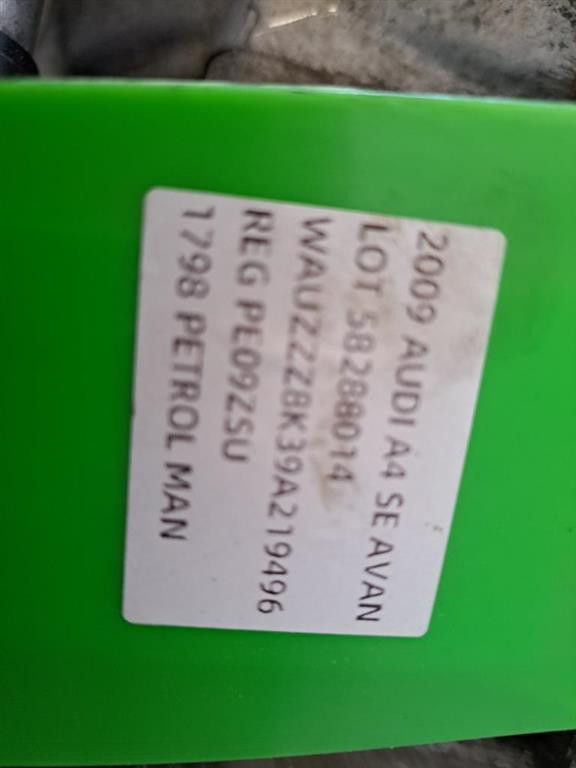 2009 AUDI A4 SE AVAN
LOT 58288014
WAUZZZ8K39A219496
REG PE09ZSU
1798 PETROL MAN